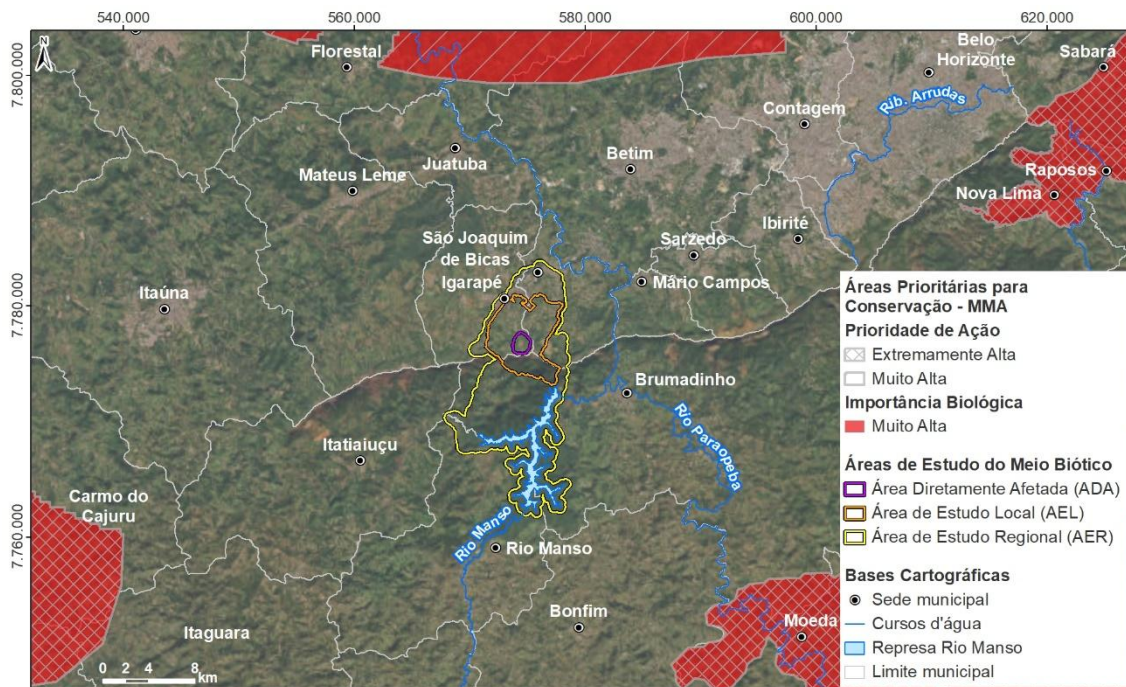 540.000
560.000
580.000
600.000
620.000
N
7.800.000
7.780.000
7.760.000
Florestal
Belo
Horizonte
Sabará
Rib. Arrudas
Contagem
Juatuba
Betim
Mateus Leme
Raposos
Nova Lima
Ibirité
São Joaquim
de Bicas
Sarzedo
Igarapé
Mário Campos
Itaúna
Brumadinho
Rio Paraopeba
Itatiaiuçu
Carmo do
Cajuru
Rio Manso
Rio Manso
Bonfim
Itaguara
Moeda
0 2 4 8
km
Áreas Prioritárias para
Conservação - MMA
Prioridade de Ação
Extremamente Alta
Muito Alta
Importância Biológica
Muito Alta
Áreas de Estudo do Meio Biótico
Área Diretamente Afetada (ADA)
Área de Estudo Local (AEL)
Área de Estudo Regional (AER)
Bases Cartográficas
Sede municipal
Cursos d'água
Represa Rio Manso
Limite municipal